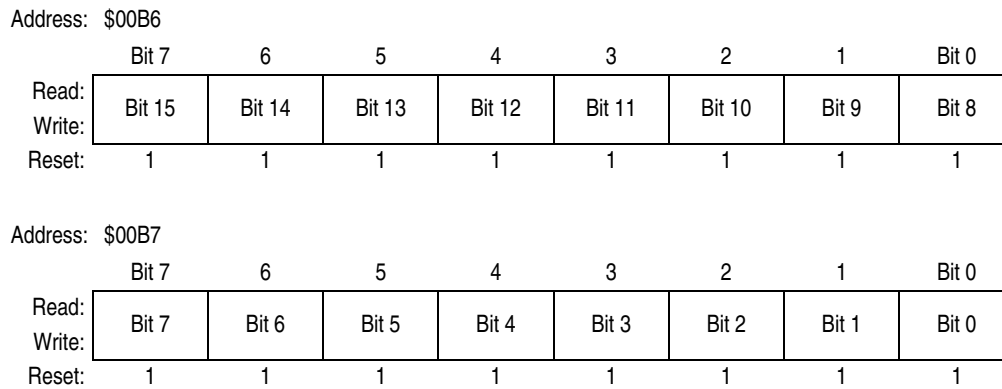 Address: $00B6
Bit 7 6 5 4 3 2 1 Bit 0
Read:
Bit 15 Bit 14 Bit 13 Bit 12 Bit 11 Bit 10 Bit 9 Bit 8
Write:
Reset: 1 1 1 1 1 1 1 1
Address: $00B7
Bit 7 6 5 4 3 2 1 Bit 0
Read:
Bit 7 Bit 6 Bit 5 Bit 4 Bit 3 Bit 2 Bit 1 Bit 0
Write:
Reset: 1 1 1 1 1 1 1 1